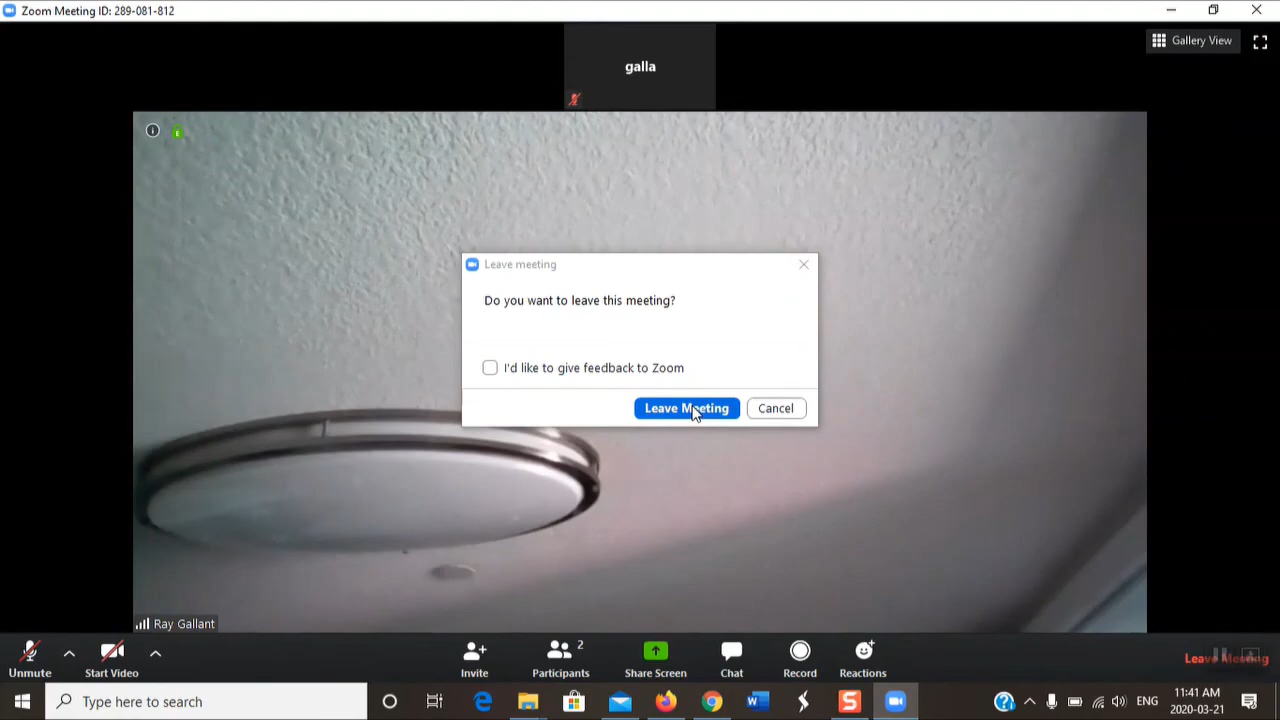 Zoom Meeting ID: 289-081-812
Gallery View
galla
Leave meeting
Do you want to leave this meeting?
I'd like to give feedback to Zoom
Leave Meeting
Cancel
Ray Gallant
Unmute
Start Video
Invite
Participants
2
Share Screen
Chat
Record
Reactions
Leave Meeting
Type here to search
ENG
11:41 AM
2020-03-21